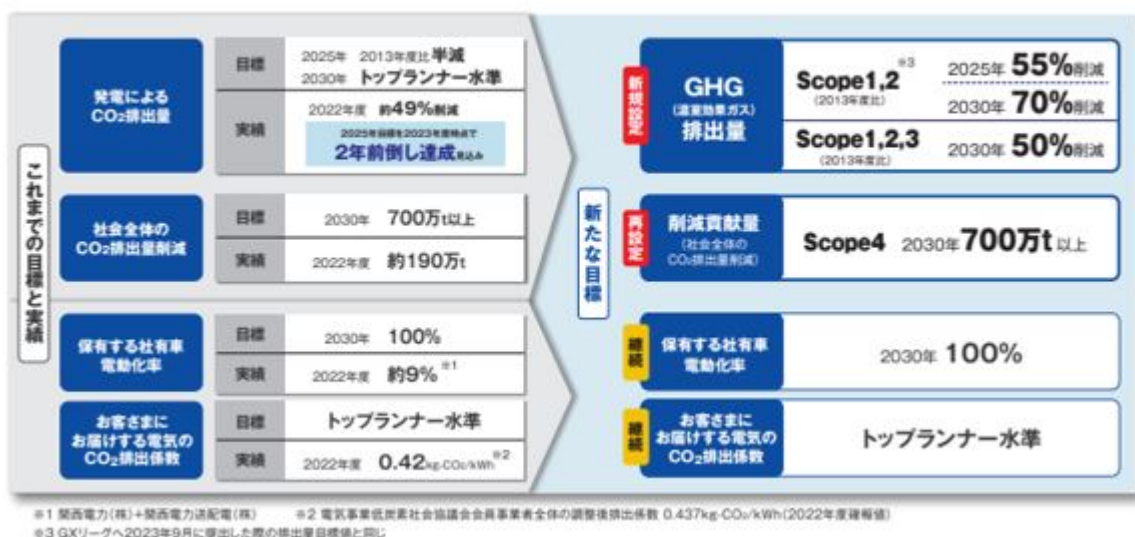 これまでの目標と実績
発電による
CO₂排出量
目標
2025年 2013年度比半減
2030年 トップランナー水準
実績
2022年度 約49%削減
2025年目標を2023年度時点で
2年前倒し達成見込み
社会全体の
CO₂排出量削減
目標
2030年 700万t以上
実績
2022年度 約190万t
保有する社有車
電動化率
目標
2030年 100%
実績
2022年度 約9%※1
お客さまに
お届けする電気の
CO₂排出係数
目標
トップランナー水準
実績
2022年度 0.42kg-CO₂/kWh※2
新たな目標
新規設定
GHG
(温室効果ガス)
排出量
Scope1,2※3
(2013年度比)
2025年 55%削減
2030年 70%削減
Scope1,2,3
(2013年度比)
2030年 50%削減
再設定
削減貢献量
(社会全体の
CO₂排出量削減)
Scope4 2030年700万t以上
継続
保有する社有車
電動化率
2030年 100%
継続
お客さまに
お届けする電気の
CO₂排出係数
トップランナー水準
※1 関西電力(株)+関西電力送配電(株) ※2 電気事業低炭素社会協議会会員事業者全体の調整後排出係数 0.437kg-CO₂/kWh(2022年度確報値)
※3 GXリーグへ2023年9月に提出した際の排出量目標値と同じ